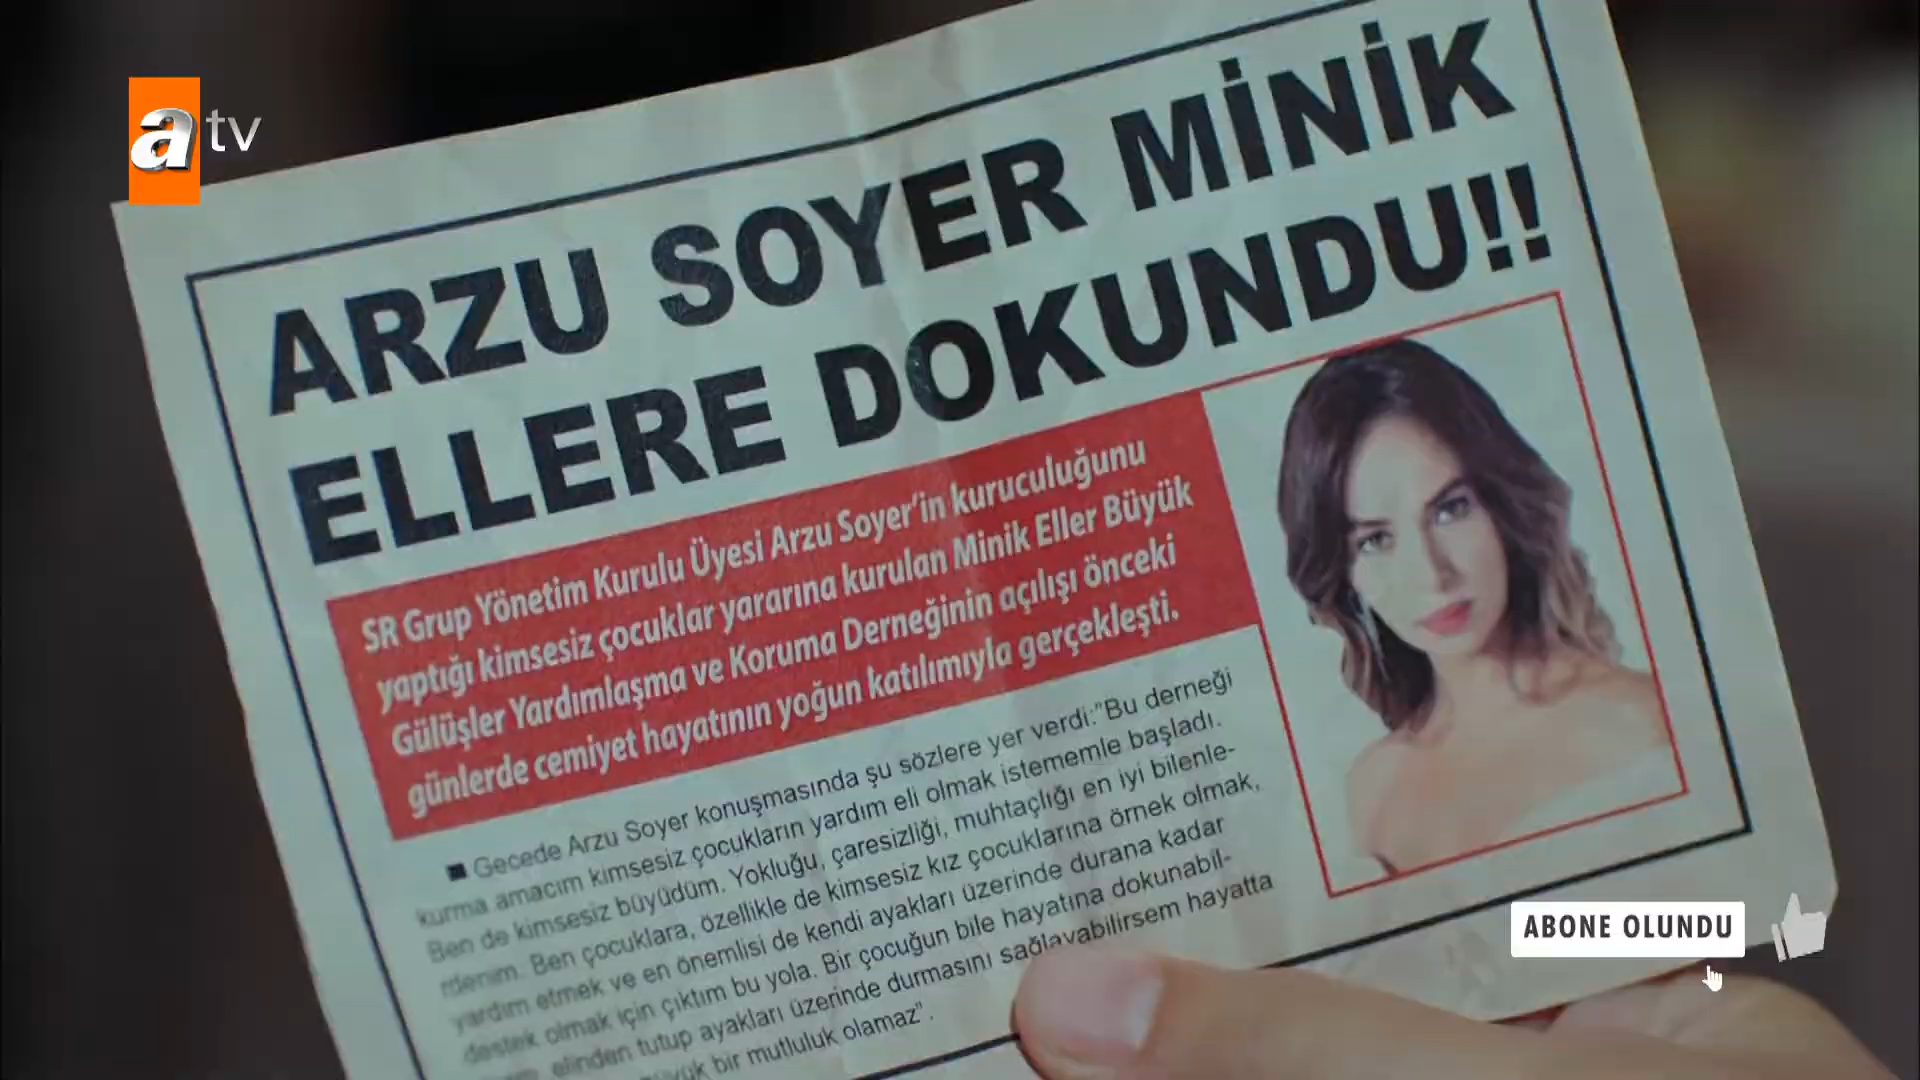 atv
ARZU SOYER MİNİK
ELLERE DOKUNDU!!
SR Grup Yönetim Kurulu Üyesi Arzu Soyer'in kuruculuğunu
yaptığı kimsesiz çocuklar yararına kurulan Minik Eller Büyük
Gülüşler Yardımlaşma ve Koruma Derneğinin açılışı önceki
günlerde cemiyet hayatının yoğun katılımıyla gerçekleşti.
■ Gecede Arzu Soyer konuşmasında şu sözlere yer verdi:"Bu derneği
kurma amacım kimsesiz çocukların yardım eli olmak istememle başladı.
Ben de kimsesiz büyüdüm. Yokluğu, çaresizliği, muhtaçlığı en iyi bilenle-
rdenim. Ben çocuklara, özellikle de kimsesiz kız çocuklarına örnek olmak,
yardım etmek ve en önemlisi de kendi ayakları üzerinde durana kadar
destek olmak için çıktım bu yola. Bir çocuğun bile hayatına dokunabil-
elinden tutup ayakları üzerinde durmasını sağlayabilirsem hayatta
bir mutluluk olamaz".
ABONE OLUNDU